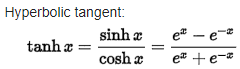 Hyperbolic tangent:
tanh x = sinh x / cosh x = (e^x − e^−x) / (e^x + e^−x)